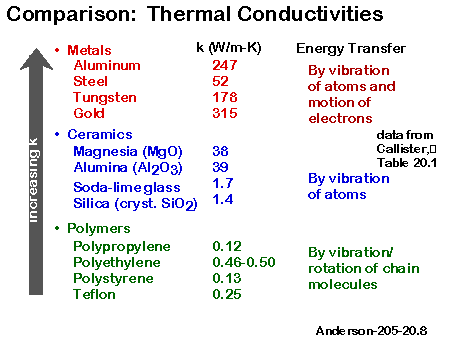 Comparison: Thermal Conductivities
k (W/m-K)
Energy Transfer
• Metals
Aluminum 247
Steel 52
Tungsten 178
Gold 315
By vibration
of atoms and
motion of
electrons
• Ceramics
Magnesia (MgO) 38
Alumina (Al2O3) 39
Soda-lime glass 1.7
Silica (cryst. SiO2) 1.4
data from
Callister,
Table 20.1
By vibration
of atoms
• Polymers
Polypropylene 0.12
Polyethylene 0.46-0.50
Polystyrene 0.13
Teflon 0.25
By vibration/
rotation of chain
molecules
increasing k
Anderson-205-20.8